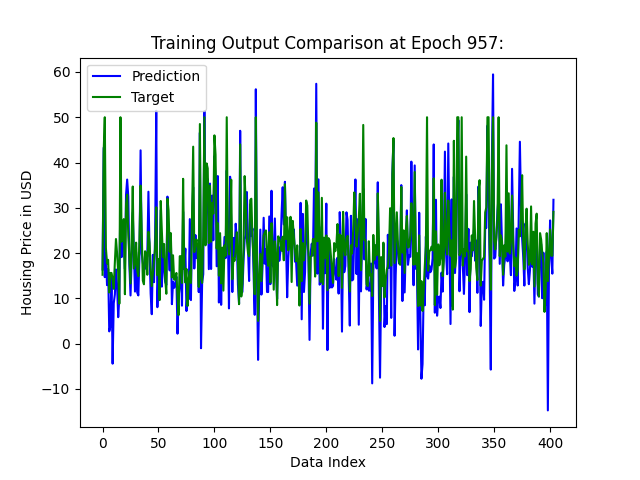 Training Output Comparison at Epoch 957:
Prediction
Target
60
50
40
30
20
10
0
−10
Housing Price in USD
0 50 100 150 200 250 300 350 400
Data Index